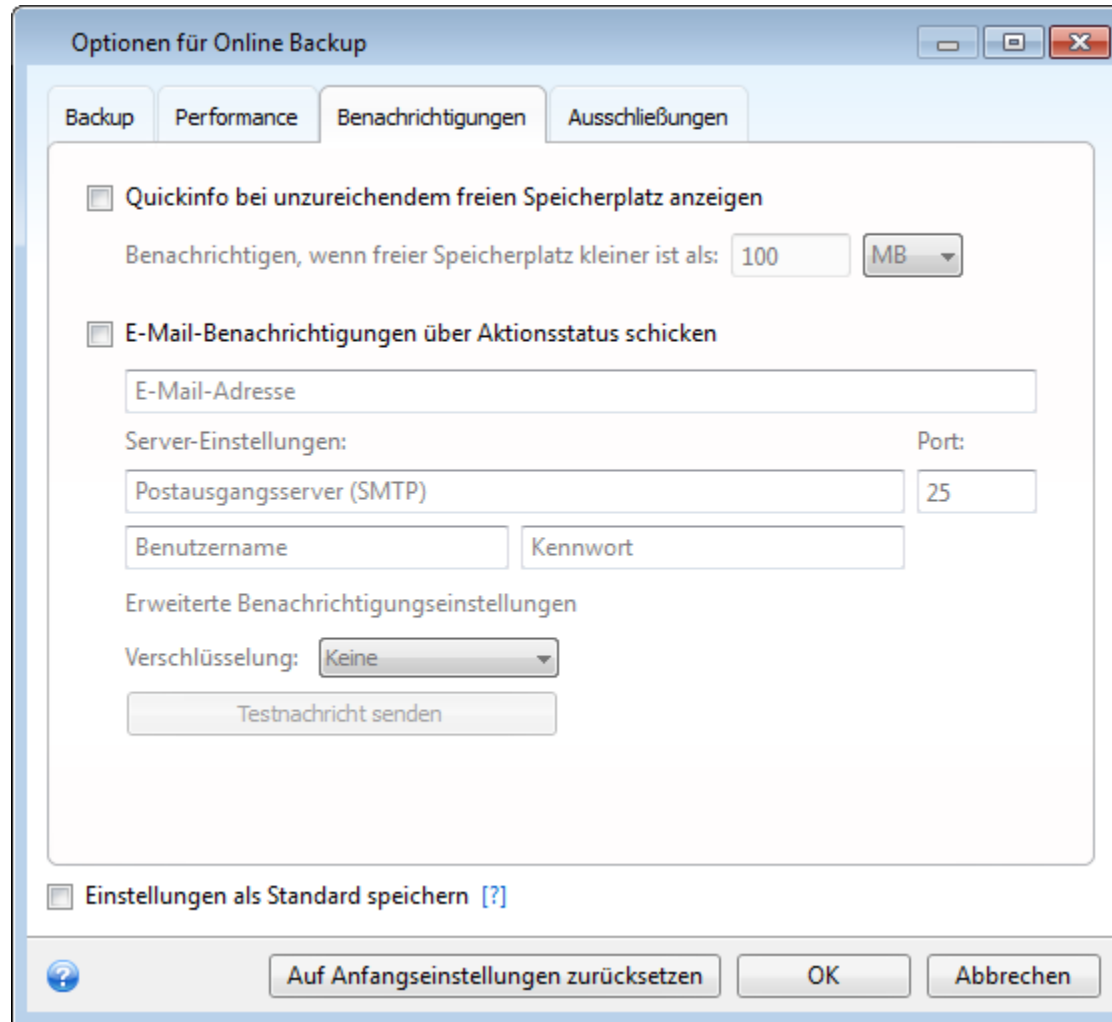 Optionen für Online Backup
Backup Performance Benachrichtigungen Ausschließungen
Quickinfo bei unzureichendem freien Speicherplatz anzeigen
Benachrichtigen, wenn freier Speicherplatz kleiner ist als: 100 MB
E-Mail-Benachrichtigungen über Aktionsstatus schicken
E-Mail-Adresse
Server-Einstellungen: Port:
Postausgangsserver (SMTP) 25
Benutzername Kennwort
Erweiterte Benachrichtigungseinstellungen
Verschlüsselung: Keine
Testnachricht senden
Einstellungen als Standard speichern [?]
? Auf Anfangseinstellungen zurücksetzen OK Abbrechen